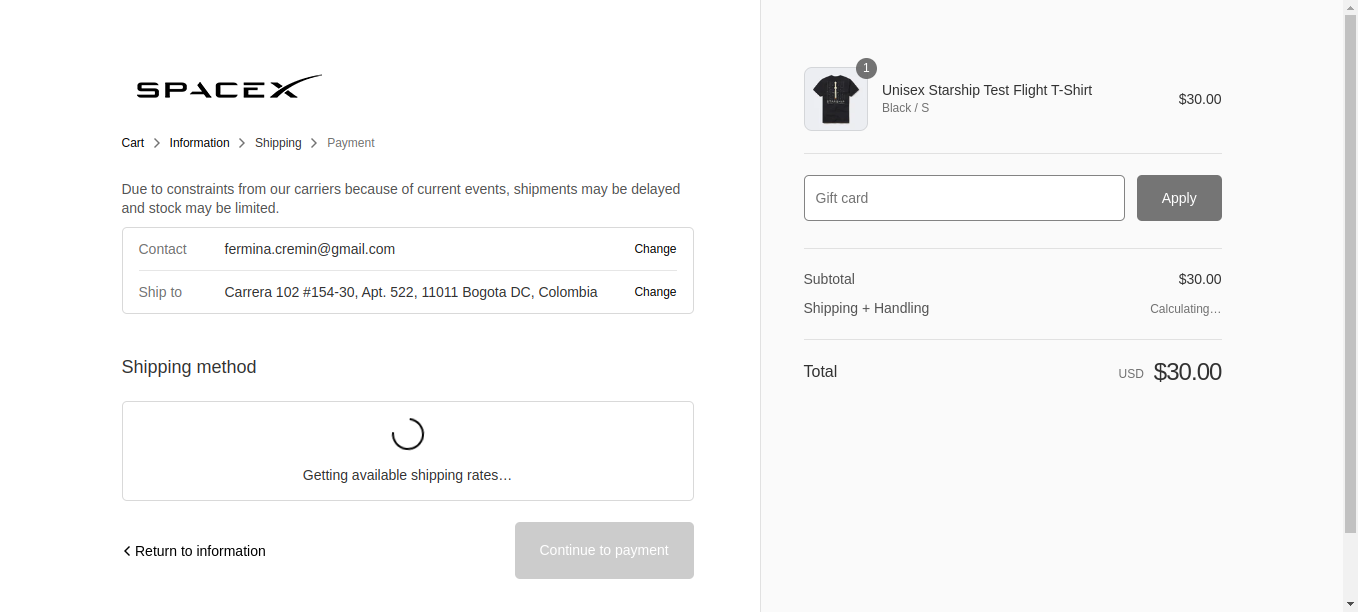 SPACEX
Cart > Information > Shipping > Payment
Due to constraints from our carriers because of current events, shipments may be delayed
and stock may be limited.
Contact fermina.cremin@gmail.com Change
Ship to Carrera 102 #154-30, Apt. 522, 11011 Bogota DC, Colombia Change
Shipping method
Getting available shipping rates…
Return to information
Continue to payment
1
Unisex Starship Test Flight T-Shirt
Black / S
$30.00
Gift card
Apply
Subtotal $30.00
Shipping + Handling Calculating…
Total USD $30.00